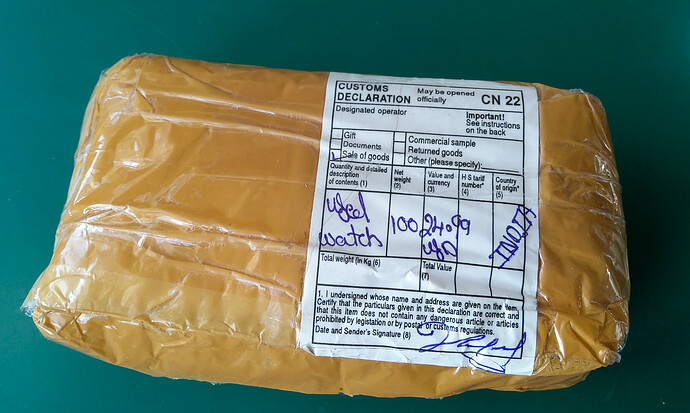 CUSTOMS DECLARATION May be opened officially CN 22
Designated operator
Important!
See instructions on the back
Gift
Commercial sample
Documents
Returned goods
Sale of goods
Other (please specify):
Quantity and detailed description of contents (1)
Net weight (2)
Value and currency (3)
H S tariff number* (4)
Country of origin* (5)
used
watch
100
24.99
INDIA
Total weight (in Kg (6)
Total Value (7)
1. I undersigned whose name and address are given on the item,
Certify that the particulars given in this declaration are correct and
that this item does not contain any dangerous article or articles
prohibited by legistation or by postal or customs regulations.
Date and Sender's Signature (8)